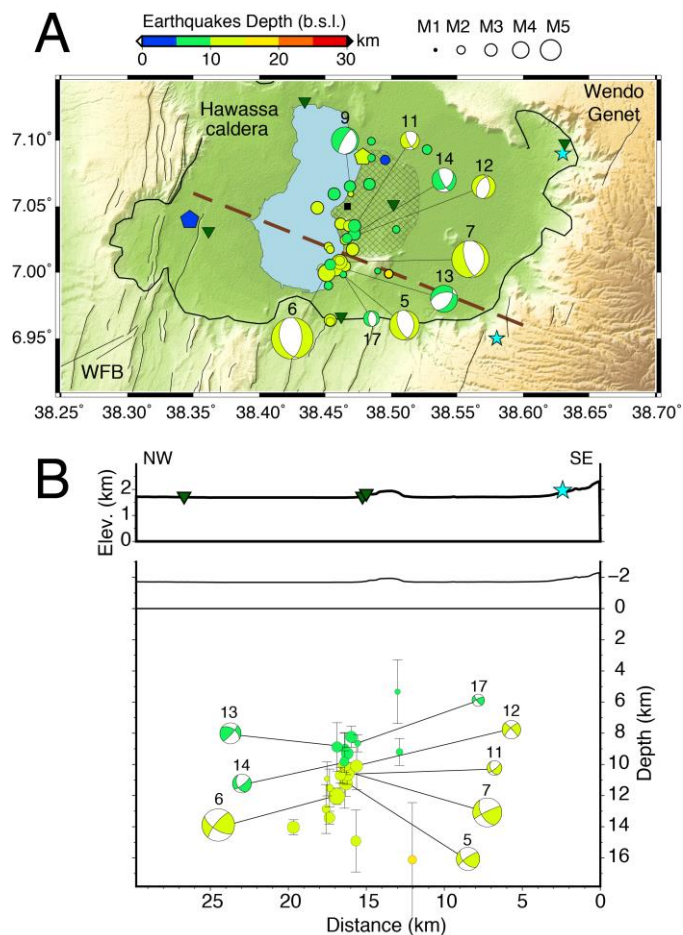 A
Earthquakes Depth (b.s.l.)
km
0 10 20 30
M1 M2 M3 M4 M5
Hawassa
caldera
Wendo
Genet
9
11
14
12
7
13
6
5
17
WFB
7.10°
7.05°
7.00°
6.95°
38.25° 38.30° 38.35° 38.40° 38.45° 38.50° 38.55° 38.60° 38.65° 38.70°
B
NW
SE
Elev. (km)
2
1
0
−2
0
2
4
6
8
10
12
14
16
Depth (km)
13
14
6
17
12
11
7
5
25 20 15 10 5 0
Distance (km)